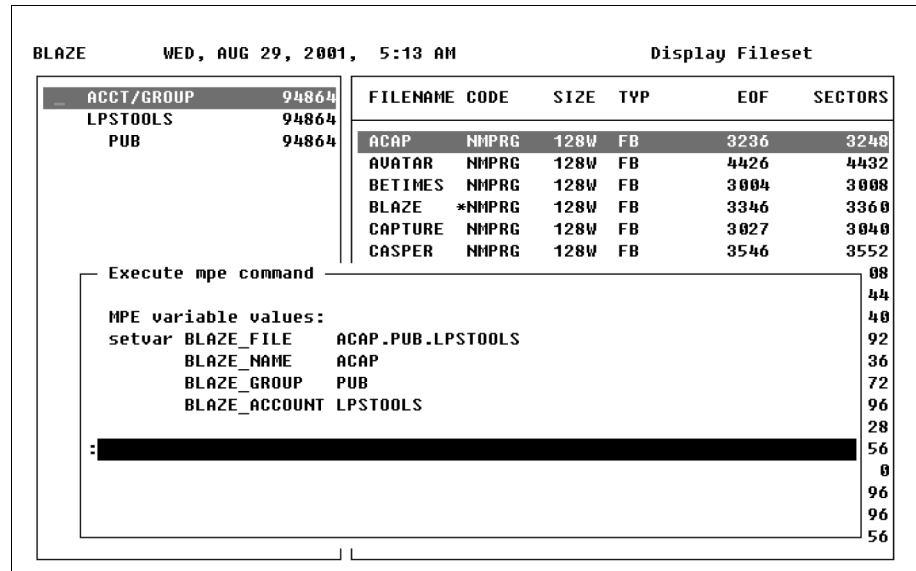 BLAZE WED, AUG 29, 2001, 5:13 AM Display Fileset
_ ACCT/GROUP 94864
LPSTOOLS 94864
PUB 94864
FILENAME CODE SIZE TYP EOF SECTORS
ACAP NMPRG 128W FB 3236 3248
AVATAR NMPRG 128W FB 4426 4432
BETIMES NMPRG 128W FB 3004 3008
BLAZE *NMPRG 128W FB 3346 3360
CAPTURE NMPRG 128W FB 3027 3040
CASPER NMPRG 128W FB 3546 3552
Execute mpe command
MPE variable values:
setvar BLAZE_FILE ACAP.PUB.LPSTOOLS
BLAZE_NAME ACAP
BLAZE_GROUP PUB
BLAZE_ACCOUNT LPSTOOLS
:
08
44
40
92
36
72
96
28
56
0
96
96
56